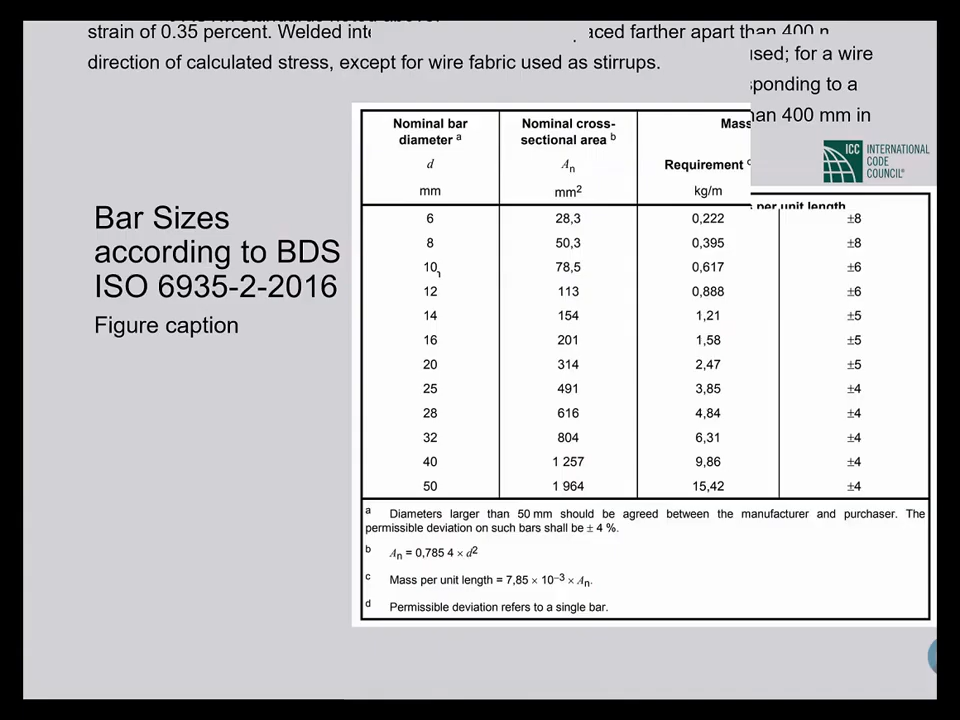 strain of 0.35 percent. Welded
aced farther apart than 400
direction of calculated stress, except for wire fabric used as stirrups.
used; for a wire
sponding to a
han 400 mm in
ICC INTERNATIONAL
CODE
COUNCIL
Bar Sizes
according to BDS
ISO 6935-2-2016
Figure caption
Nominal bar diameter a Nominal cross-sectional area b Mass per unit length
d An Requirement c
mm mm2 kg/m
6 28,3 0,222 ±8
8 50,3 0,395 ±8
10 78,5 0,617 ±6
12 113 0,888 ±6
14 154 1,21 ±5
16 201 1,58 ±5
20 314 2,47 ±5
25 491 3,85 ±4
28 616 4,84 ±4
32 804 6,31 ±4
40 1 257 9,86 ±4
50 1 964 15,42 ±4
a Diameters larger than 50 mm should be agreed between the manufacturer and purchaser. The
permissible deviation on such bars shall be ± 4 %.
b An = 0,785 4 × d2
c Mass per unit length = 7,85 × 10–3 × An.
d Permissible deviation refers to a single bar.